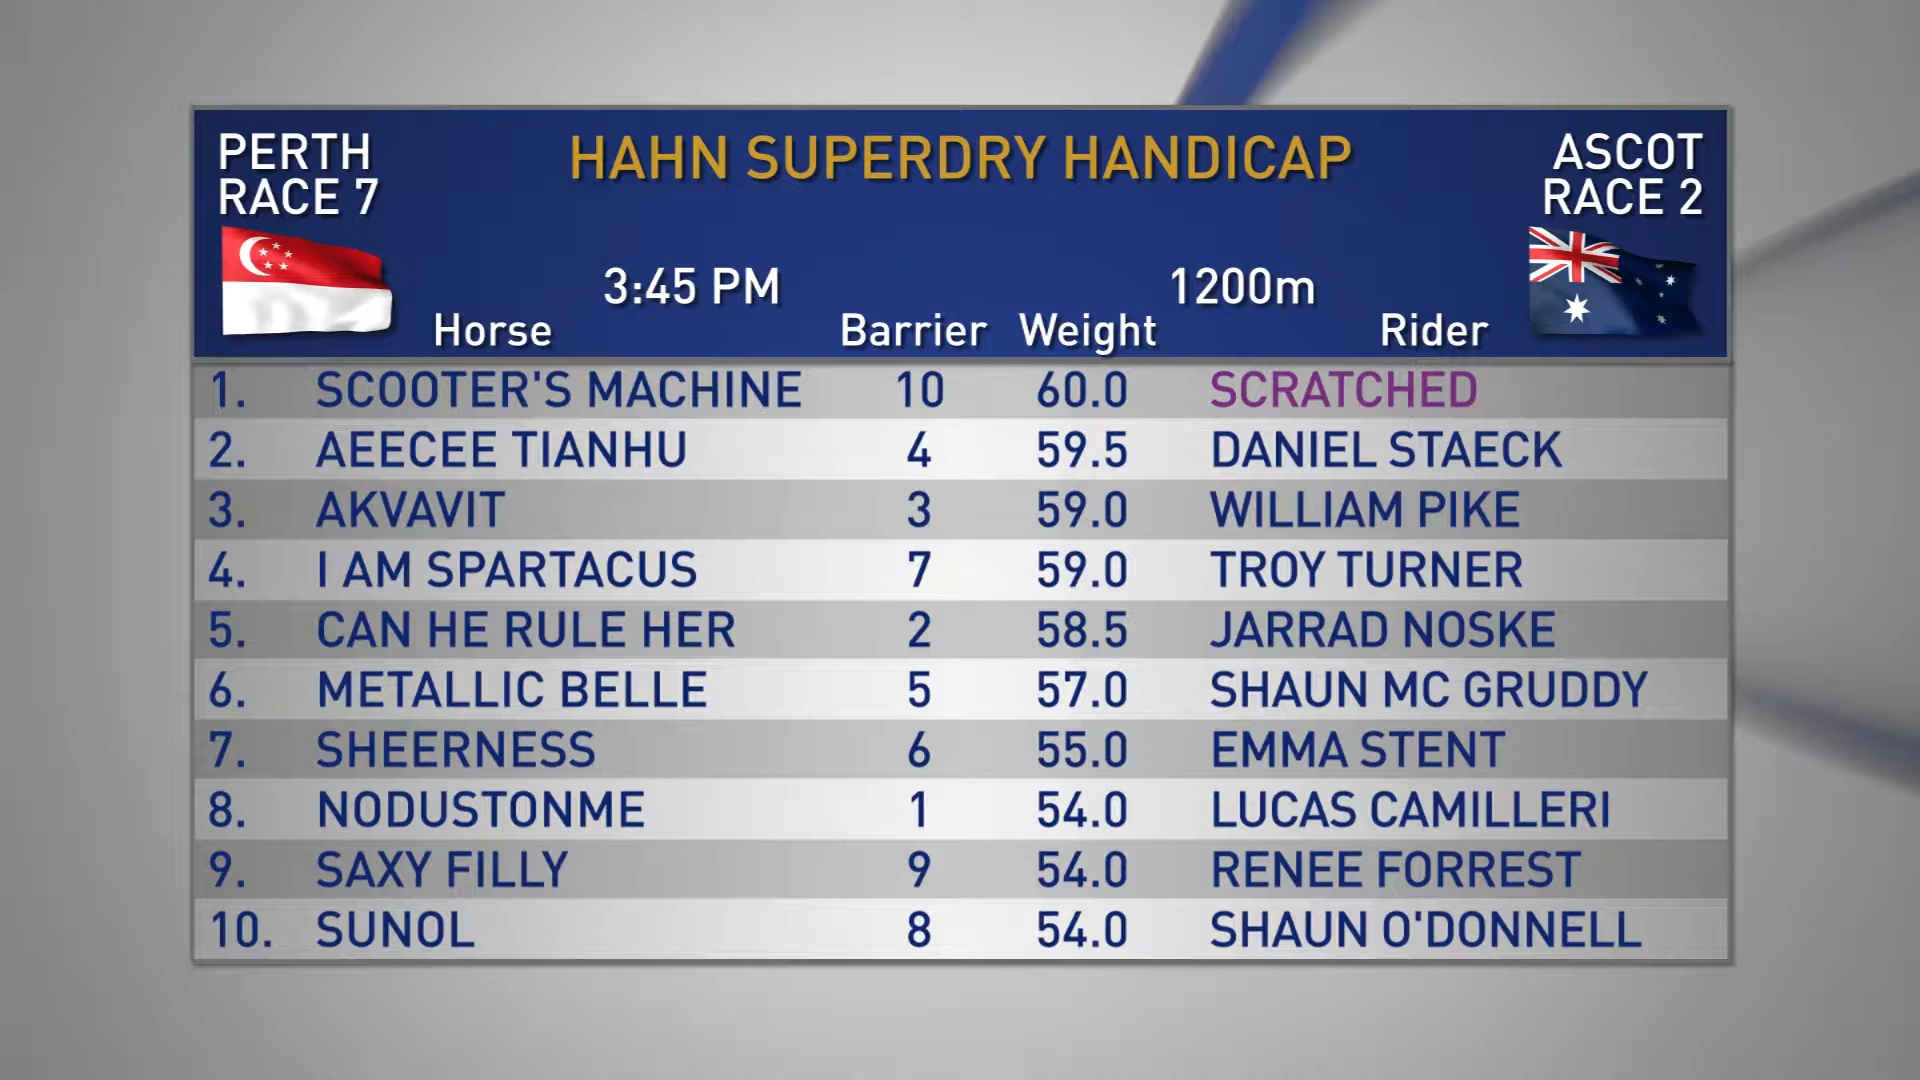 PERTH
RACE 7
HAHN SUPERDRY HANDICAP
ASCOT
RACE 2
3:45 PM
1200m
Horse Barrier Weight Rider
1. SCOOTER'S MACHINE 10 60.0 SCRATCHED
2. AEECEE TIANHU 4 59.5 DANIEL STAECK
3. AKVAVIT 3 59.0 WILLIAM PIKE
4. I AM SPARTACUS 7 59.0 TROY TURNER
5. CAN HE RULE HER 2 58.5 JARRAD NOSKE
6. METALLIC BELLE 5 57.0 SHAUN MC GRUDDY
7. SHEERNESS 6 55.0 EMMA STENT
8. NODUSTONME 1 54.0 LUCAS CAMILLERI
9. SAXY FILLY 9 54.0 RENEE FORREST
10. SUNOL 8 54.0 SHAUN O'DONNELL